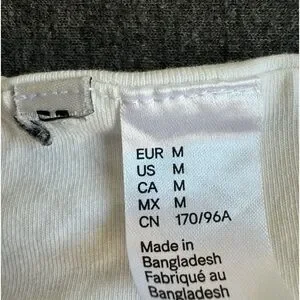 EUR M
US M
CA M
MX M
CN 170/96A
Made in
Bangladesh
Fabriqué au
Bangladesh